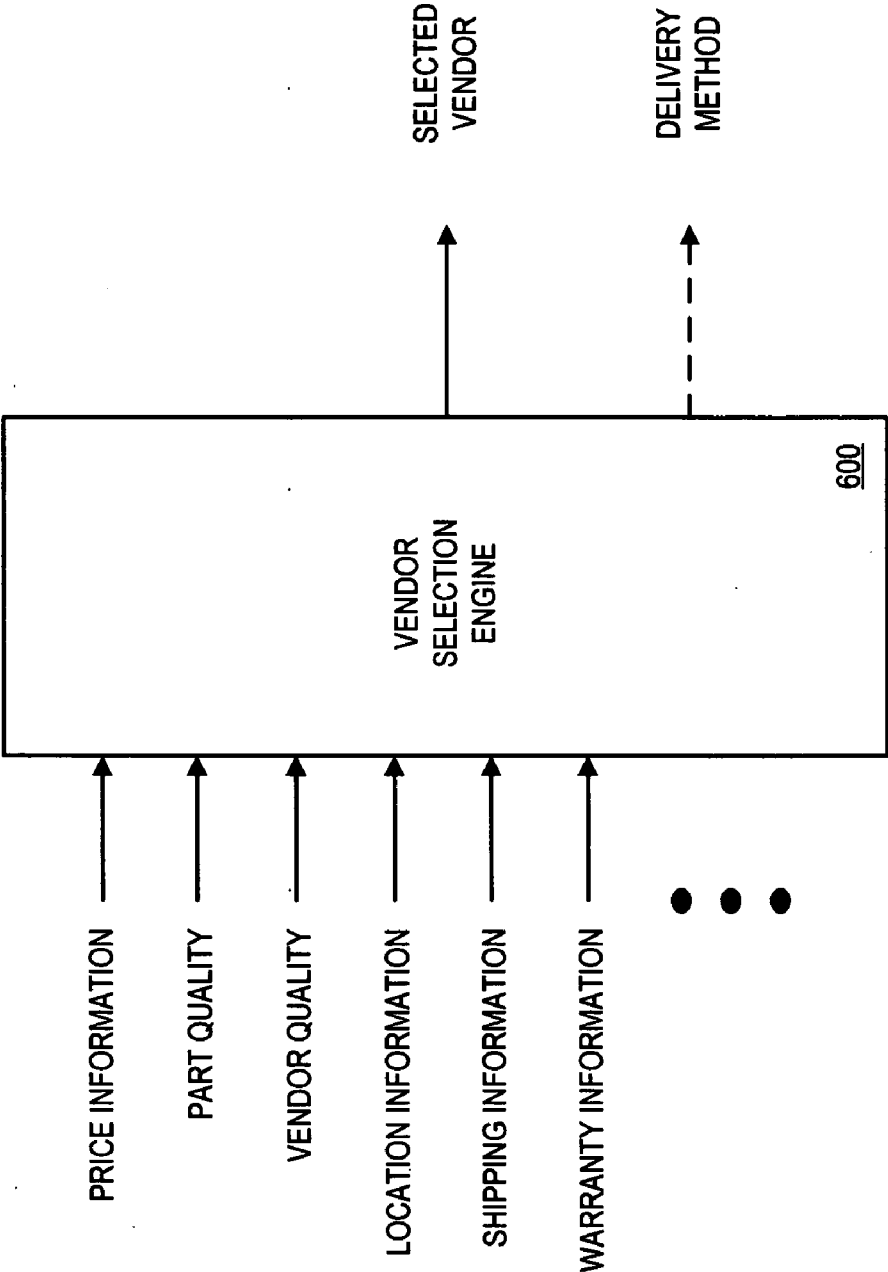 PRICE INFORMATION
PART QUALITY
VENDOR QUALITY
LOCATION INFORMATION
SHIPPING INFORMATION
WARRANTY INFORMATION
VENDOR
SELECTION
ENGINE
600
SELECTED
VENDOR
DELIVERY
METHOD